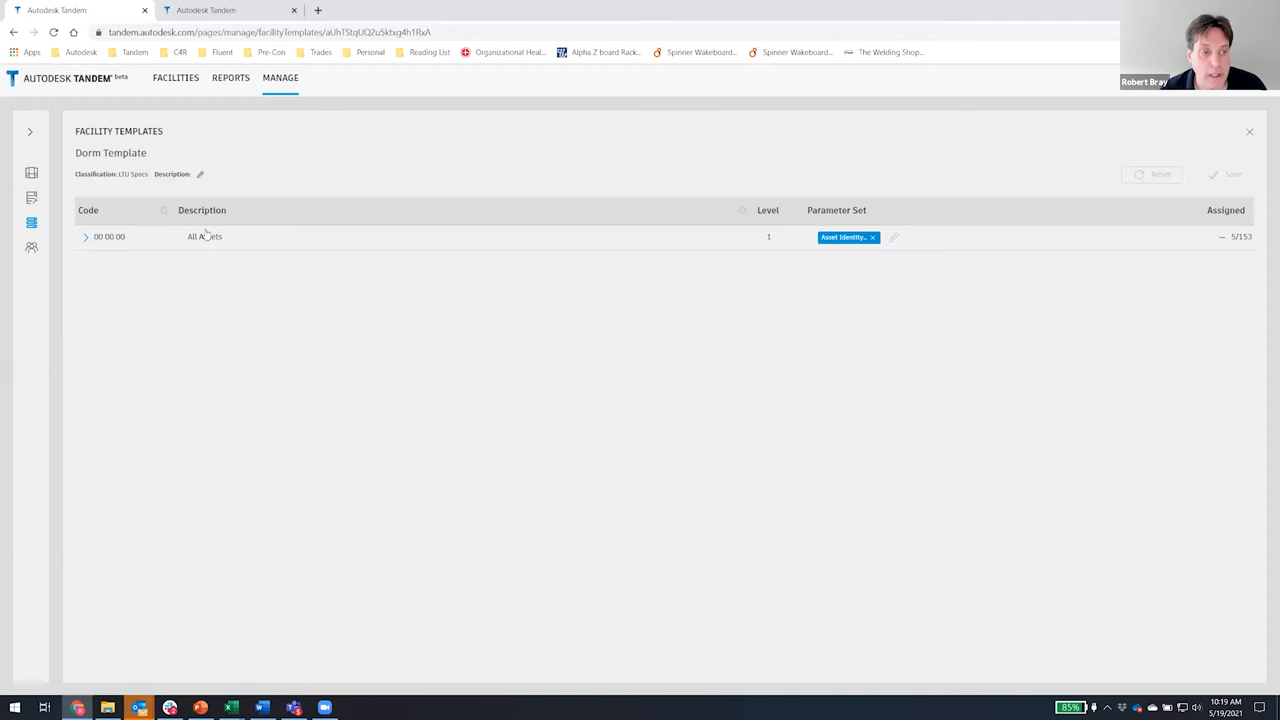 Autodesk Tandem
Autodesk Tandem
tandem.autodesk.com/pages/manage/facilityTemplates/aUhTStqUQ2u5ktxg4h1RxA
Apps Autodesk Tandem C4R Fluent Pre-Con Trades Personal Reading List Organizational Heal... Alpha Z board Rack... Spinner Wakeboard... Spinner Wakeboard... The Welding Shop...
Robert Bray
AUTODESK TANDEM beta FACILITIES REPORTS MANAGE
FACILITY TEMPLATES
Dorm Template
Classification: LTU Specs Description:
Reset Save
Code Description Level Parameter Set Assigned
00 00 00 All Assets 1 Asset Identity... — 5/153
85%
10:19 AM
5/19/2021